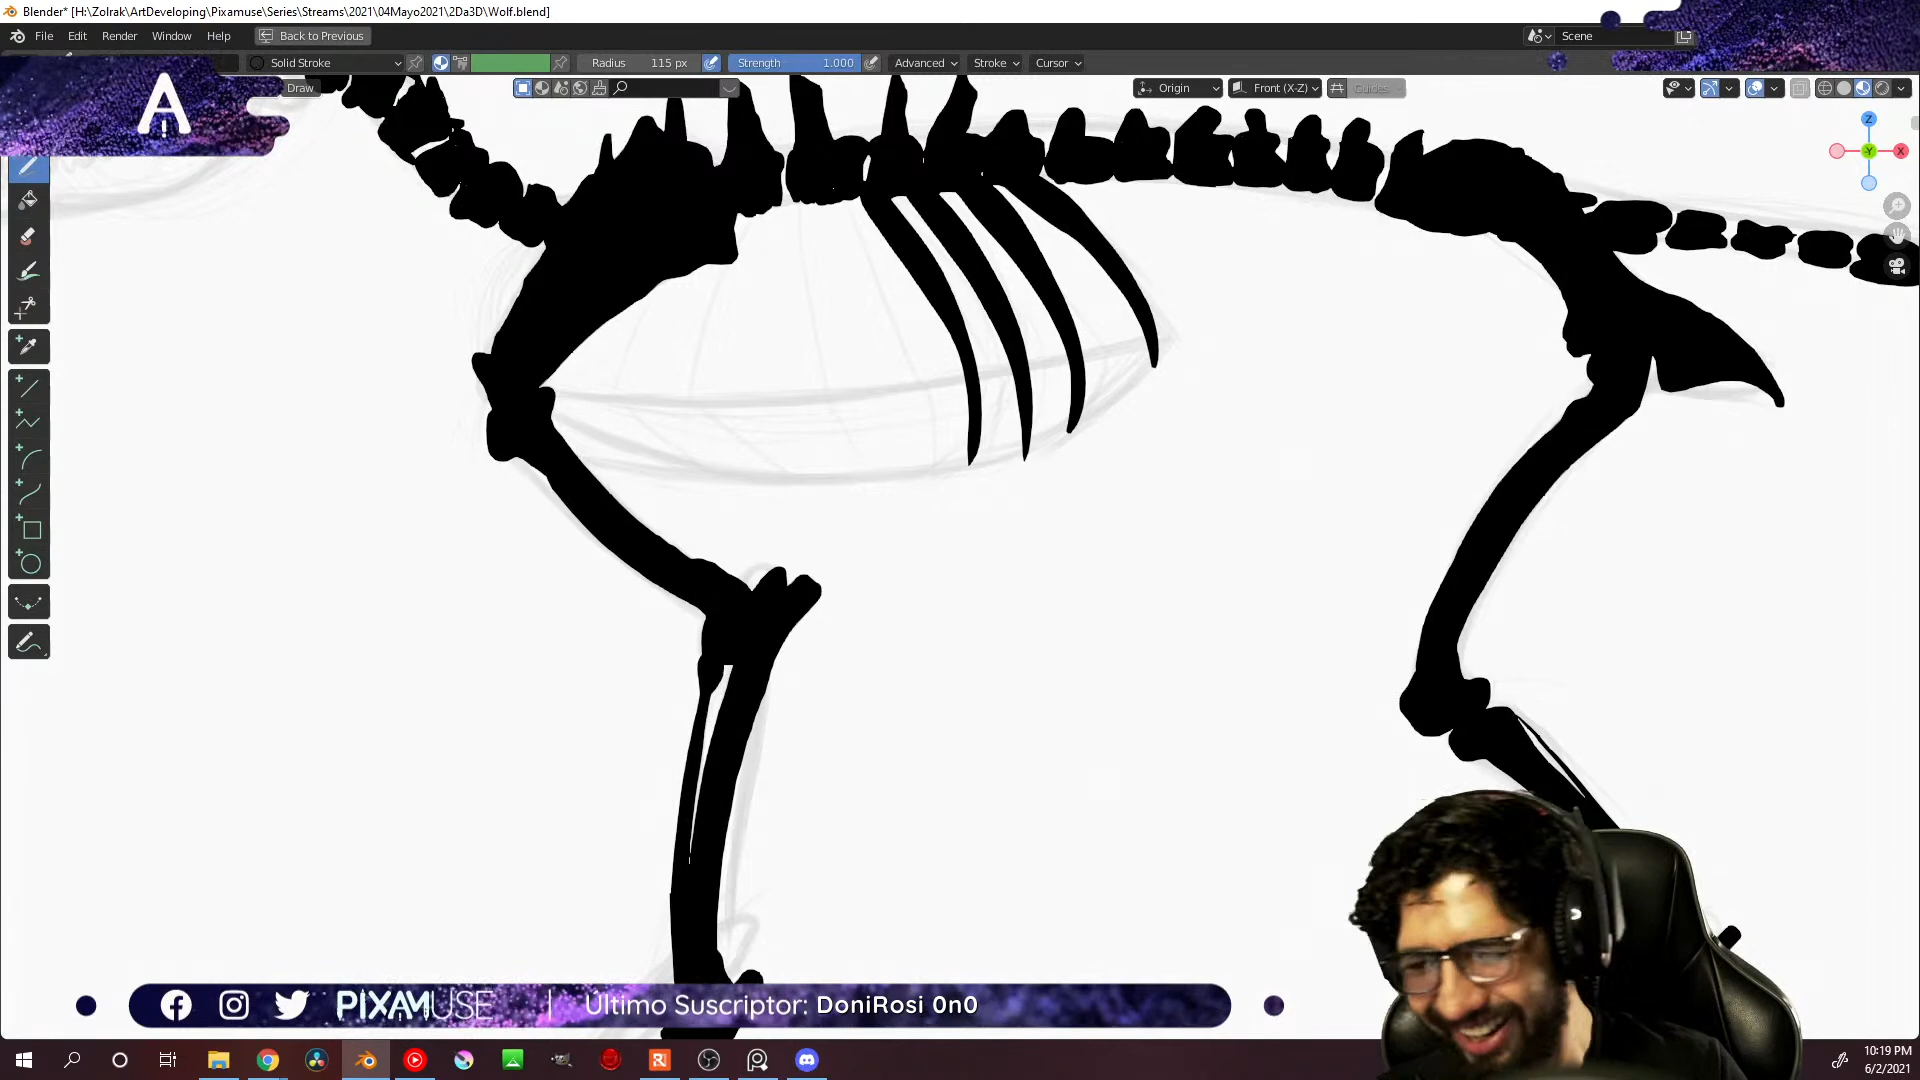 Blender* [H:\Zolrak\ArtDeveloping\Pixamuse\Series\Streams\2021\04Mayo2021\2Da3D\Wolf.blend]
File Edit Render Window Help Back to Previous Scene
Solid Stroke Radius 115 px Strength 1.000 Advanced Stroke Cursor
Draw Origin Front (X-Z) Guides
Z
Y X
PIXAMUSE | Último Suscriptor: DoniRosi 0n0
10:19 PM
6/2/2021